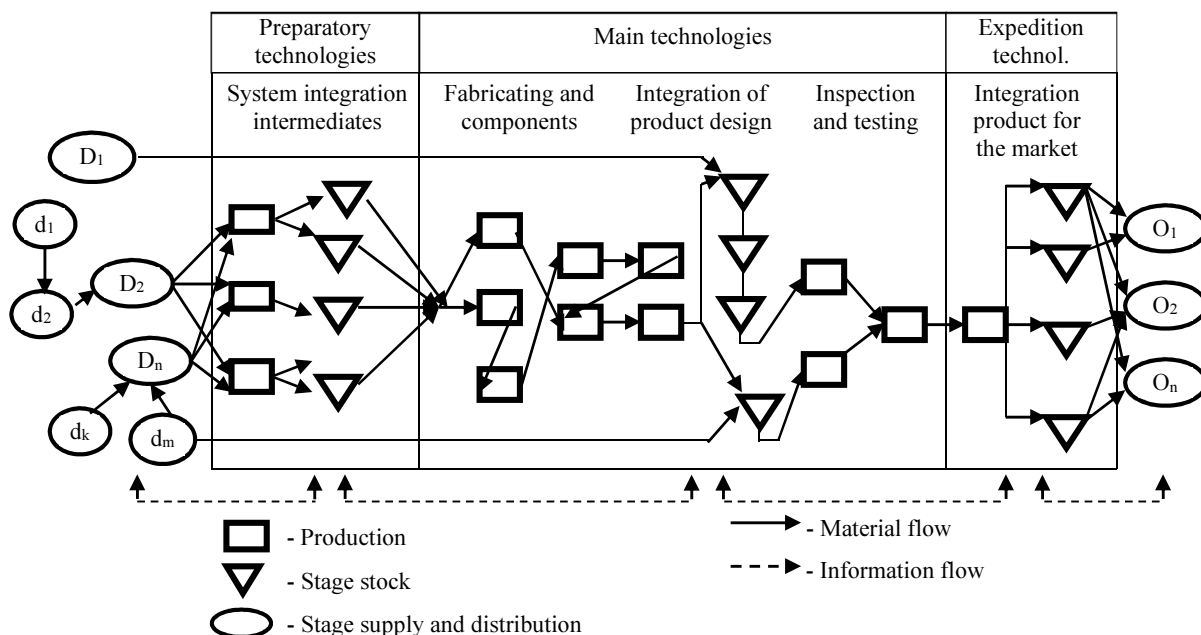 Preparatory
technologies
Main technologies
Expedition
technol.
System integration
intermediates
Fabricating and
components
Integration of
product design
Inspection
and testing
Integration
product for
the market
D₁
d₁
D₂
d₂
Dₙ
dₖ
dₘ
O₁
O₂
Oₙ
- Production
- Stage stock
- Stage supply and distribution
- Material flow
- Information flow